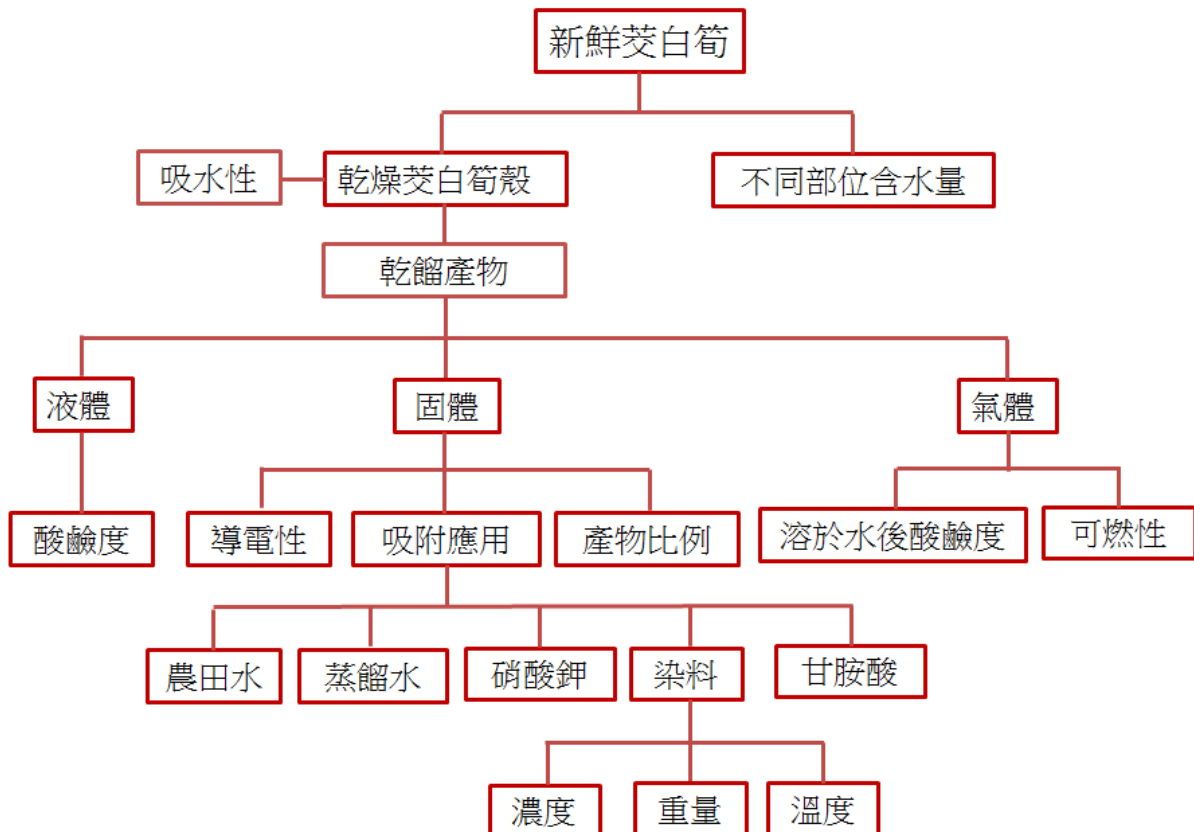 新鮮茭白筍
吸水性
乾燥茭白筍殼
不同部位含水量
乾餾產物
液體
固體
氣體
酸鹼度
導電性
吸附應用
產物比例
溶於水後酸鹼度
可燃性
農田水
蒸餾水
硝酸鉀
染料
甘胺酸
濃度
重量
溫度